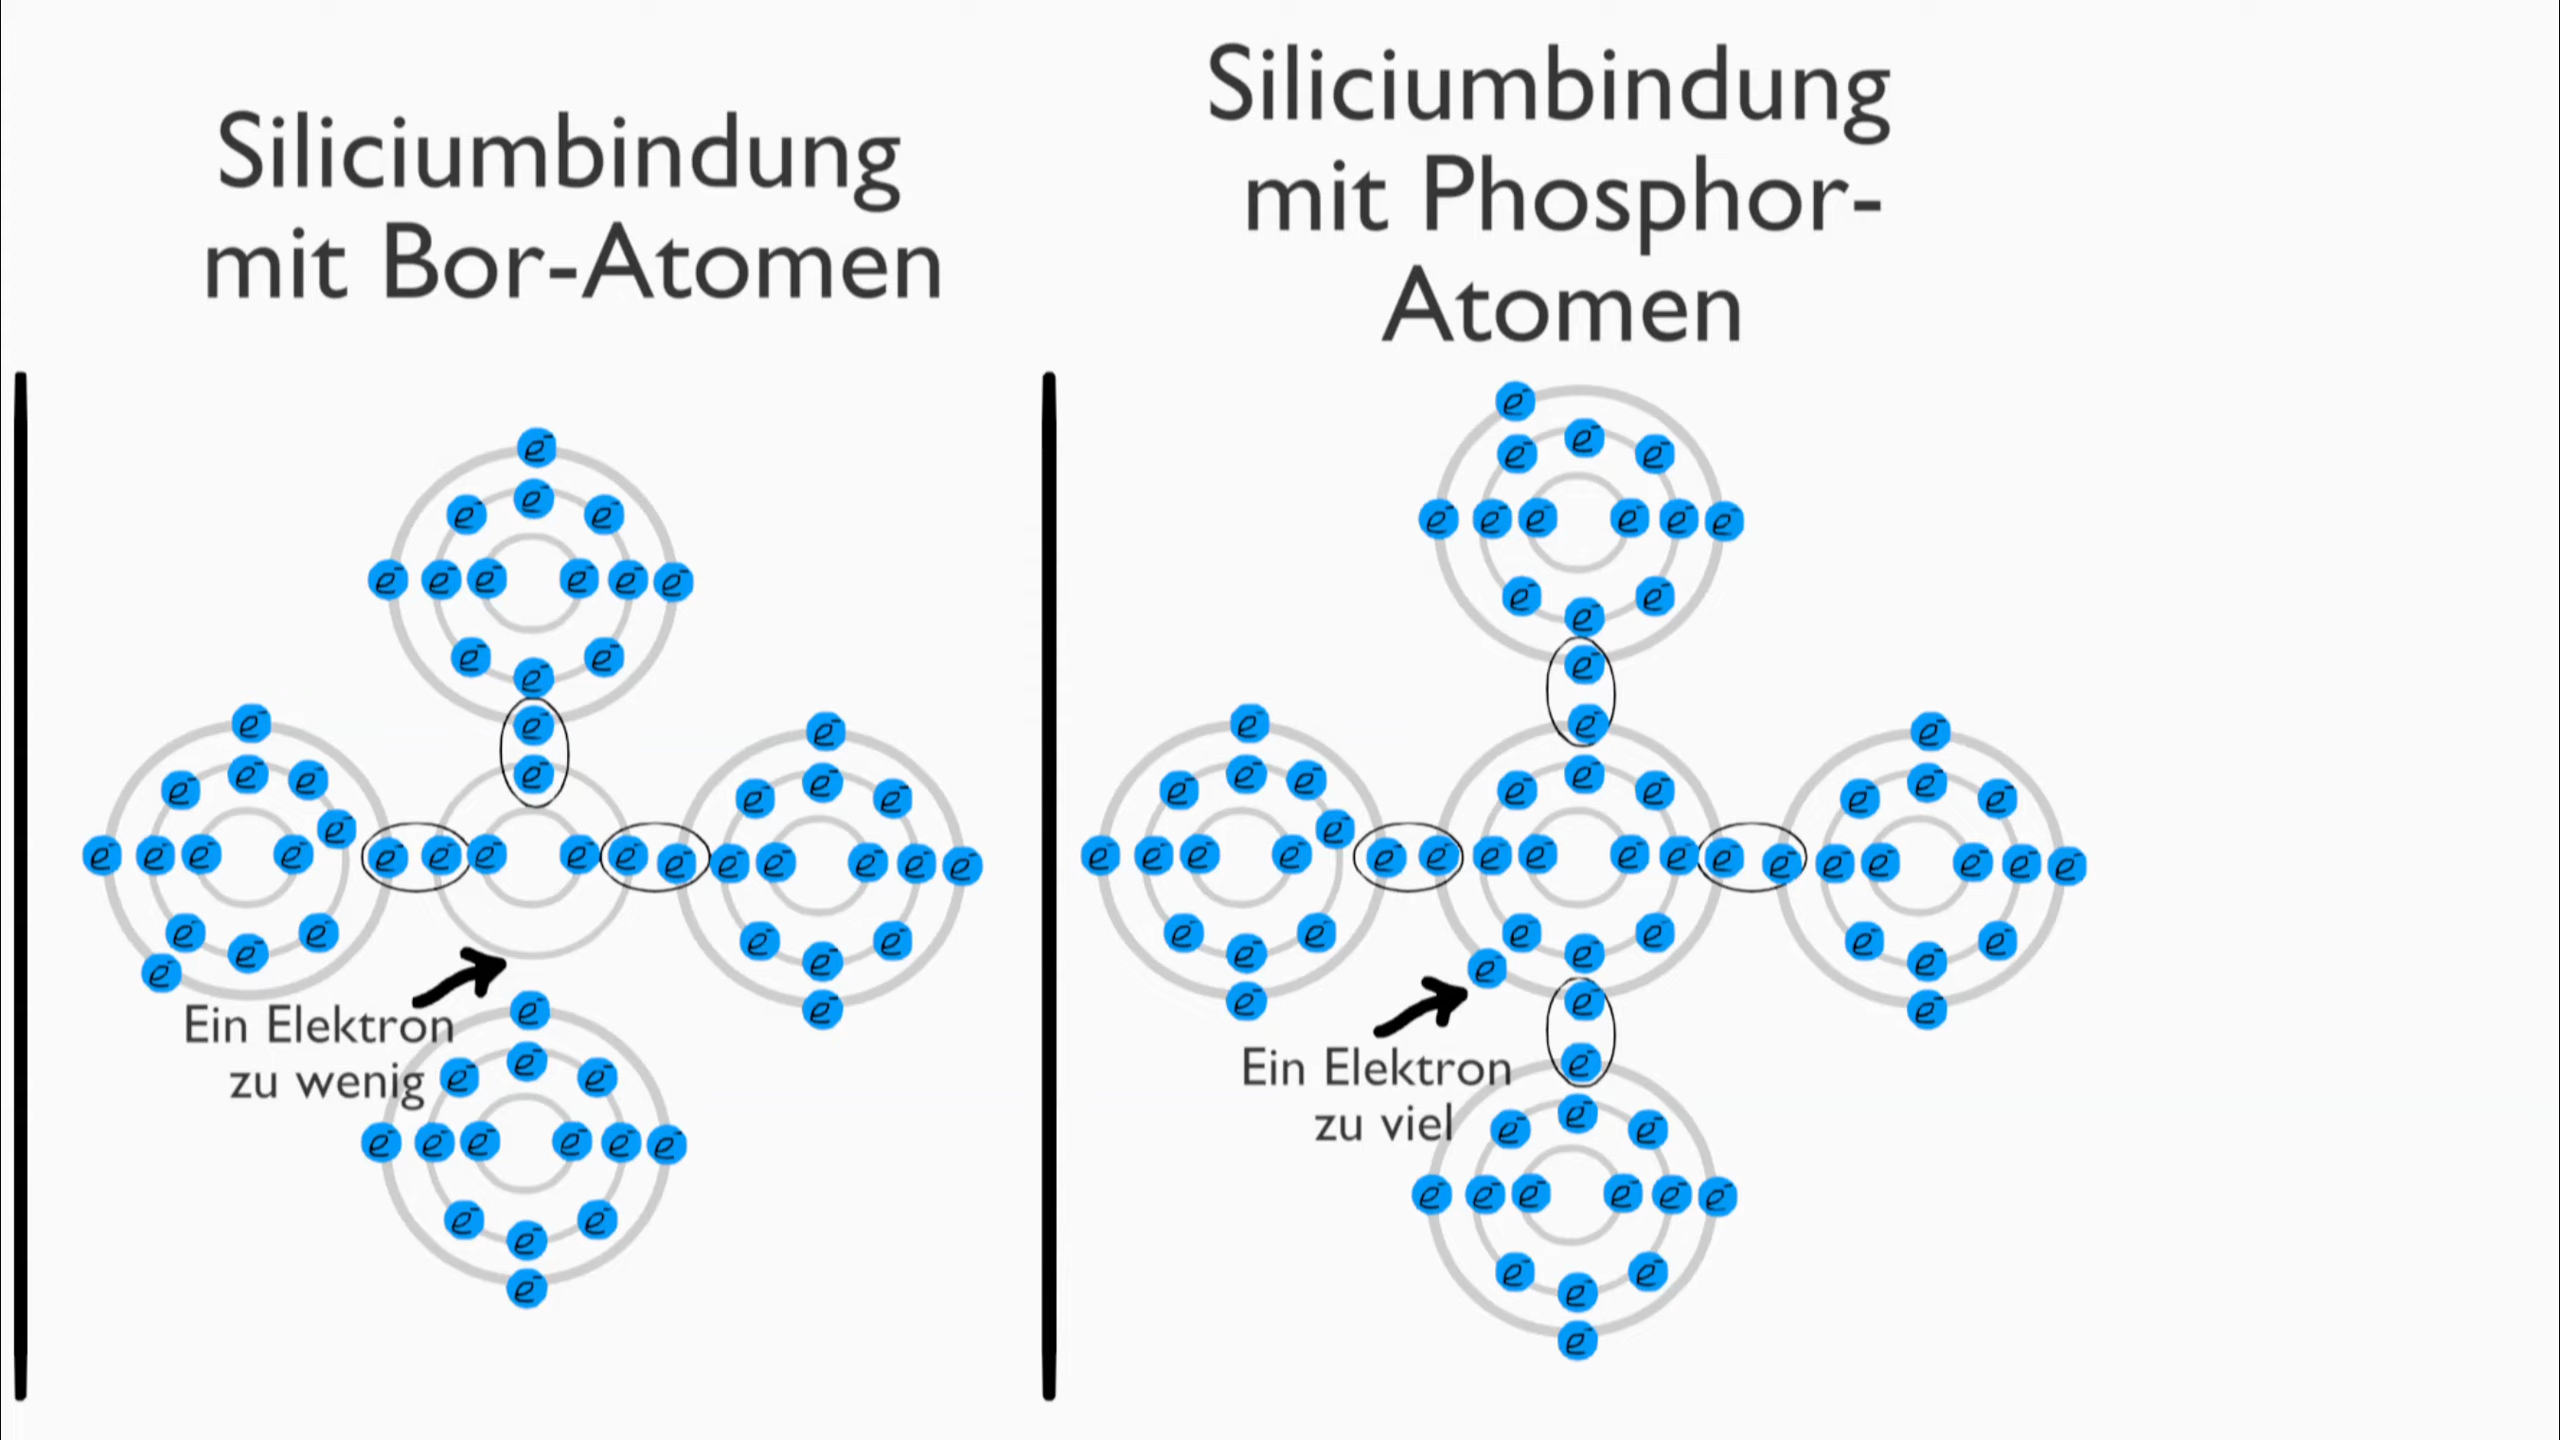 Siliciumbindung
mit Bor-Atomen
Siliciumbindung
mit Phosphor-
Atomen
Ein Elektron
zu wenig
Ein Elektron
zu viel
e⁻ e⁻ e⁻ e⁻ e⁻ e⁻ e⁻ e⁻ e⁻ e⁻ e⁻ e⁻ e⁻ e⁻